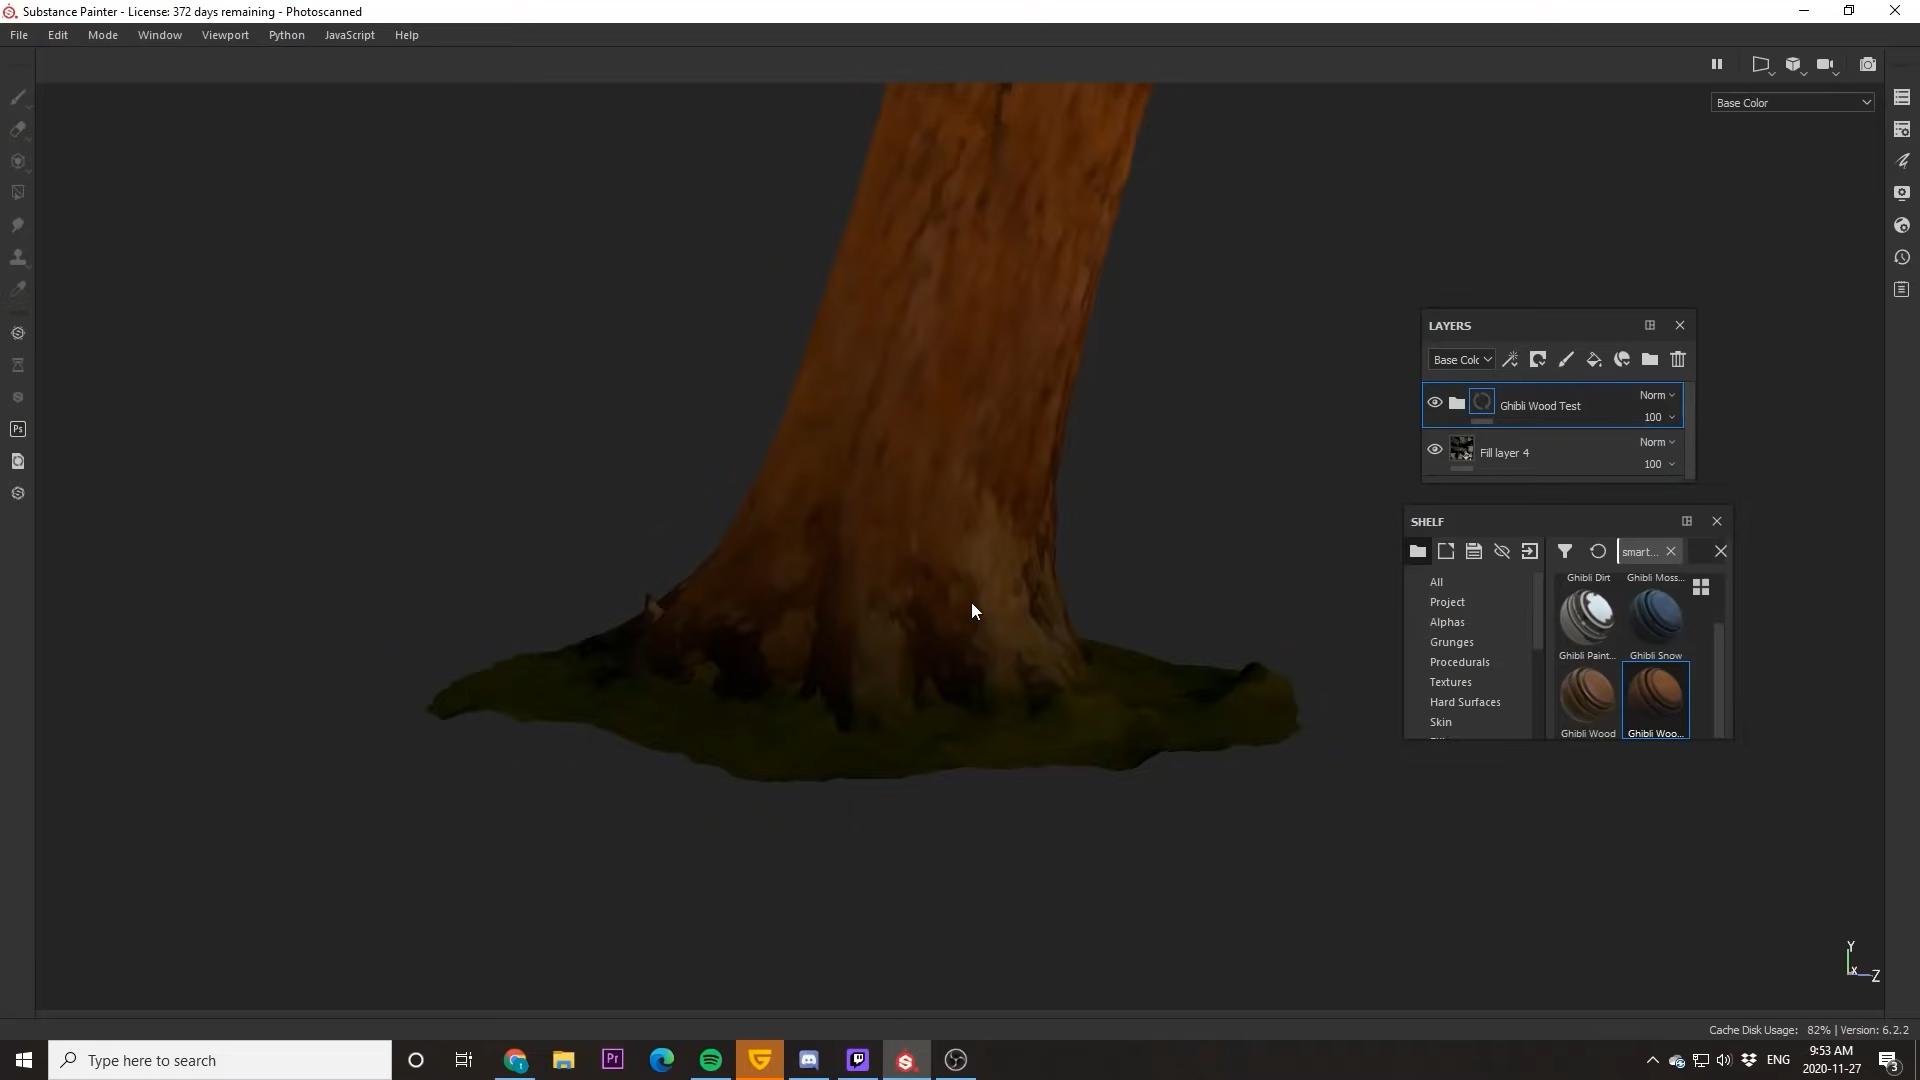 Substance Painter - License: 372 days remaining - Photoscanned
File Edit Mode Window Viewport Python JavaScript Help
Base Color
LAYERS
Base Colc
Norm
Ghibli Wood Test
100
Norm
Fill layer 4
100
SHELF
smart...
All
Project
Alphas
Grunges
Procedurals
Textures
Hard Surfaces
Skin
Ghibli Dirt Ghibli Moss...
Ghibli Paint... Ghibli Snow
Ghibli Wood Ghibli Woo...
Y
X
Z
Cache Disk Usage: 82% | Version: 6.2.2
Ps
Type here to search
Pr
ENG
9:53 AM
2020-11-27
3